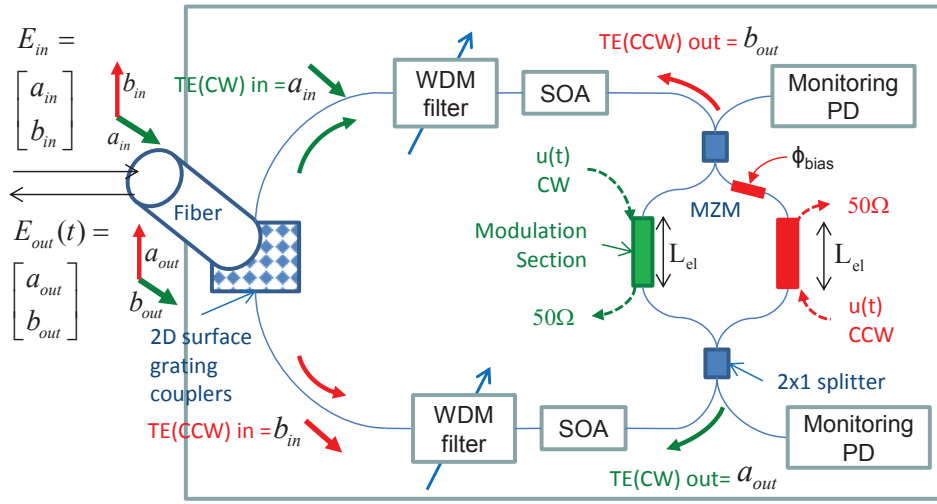 E_in =
[a_in
b_in]
b_in
a_in
TE(CW) in = a_in
WDM
filter
SOA
TE(CCW) out = b_out
Monitoring
PD
Fiber
u(t)
CW
MZM
ϕ_bias
50Ω
Modulation
Section
L_el
L_el
E_out(t) =
[a_out
b_out]
a_out
b_out
50Ω
u(t)
CCW
2D surface
grating
couplers
2x1 splitter
TE(CCW) in = b_in
WDM
filter
SOA
Monitoring
PD
TE(CW) out= a_out